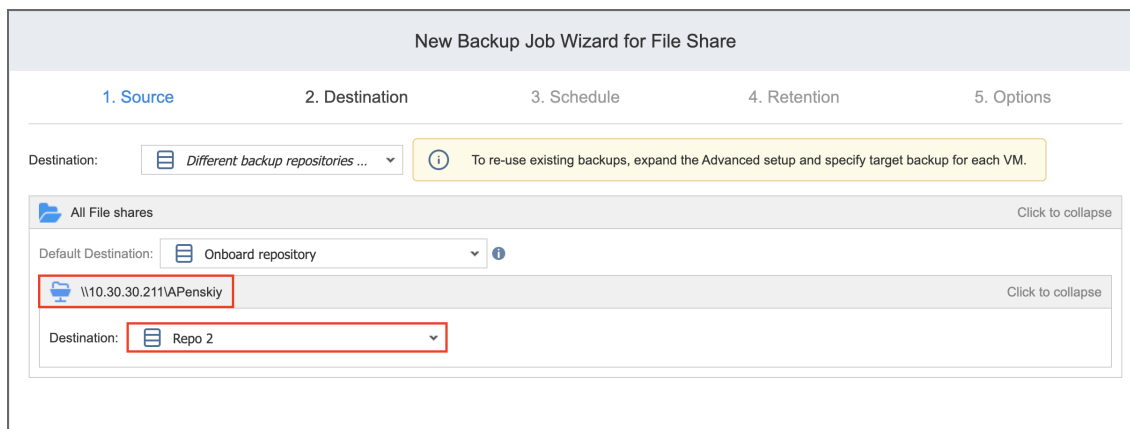 New Backup Job Wizard for File Share
1. Source 2. Destination 3. Schedule 4. Retention 5. Options
Destination: Different backup repositories ... To re-use existing backups, expand the Advanced setup and specify target backup for each VM.
All File shares Click to collapse
Default Destination: Onboard repository
\\10.30.30.211\APenskiy Click to collapse
Destination: Repo 2